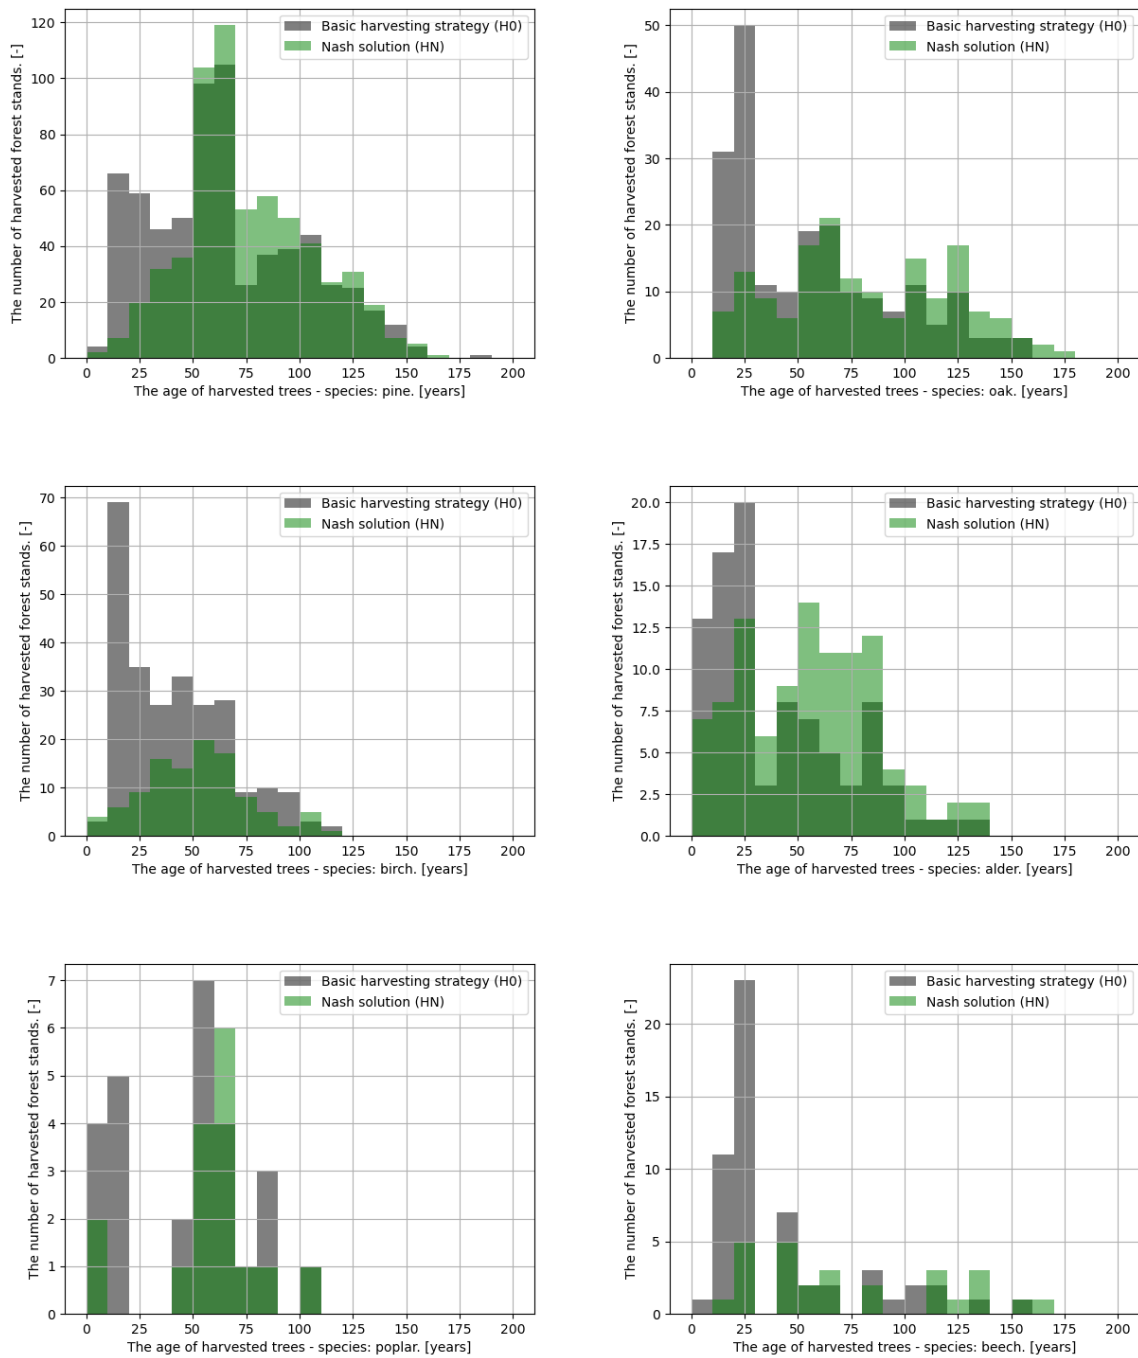 The number of harvested forest stands. [-]
120
100
80
60
40
20
0
Basic harvesting strategy (H0)
Nash solution (HN)
0 25 50 75 100 125 150 175 200
The age of harvested trees - species: pine. [years]
The number of harvested forest stands. [-]
50
40
30
20
10
0
Basic harvesting strategy (H0)
Nash solution (HN)
0 25 50 75 100 125 150 175 200
The age of harvested trees - species: oak. [years]
The number of harvested forest stands. [-]
70
60
50
40
30
20
10
0
Basic harvesting strategy (H0)
Nash solution (HN)
0 25 50 75 100 125 150 175 200
The age of harvested trees - species: birch. [years]
The number of harvested forest stands. [-]
20.0
17.5
15.0
12.5
10.0
7.5
5.0
2.5
0.0
Basic harvesting strategy (H0)
Nash solution (HN)
0 25 50 75 100 125 150 175 200
The age of harvested trees - species: alder. [years]
The number of harvested forest stands. [-]
7
6
5
4
3
2
1
0
Basic harvesting strategy (H0)
Nash solution (HN)
0 25 50 75 100 125 150 175 200
The age of harvested trees - species: poplar. [years]
The number of harvested forest stands. [-]
20
15
10
5
0
Basic harvesting strategy (H0)
Nash solution (HN)
0 25 50 75 100 125 150 175 200
The age of harvested trees - species: beech. [years]